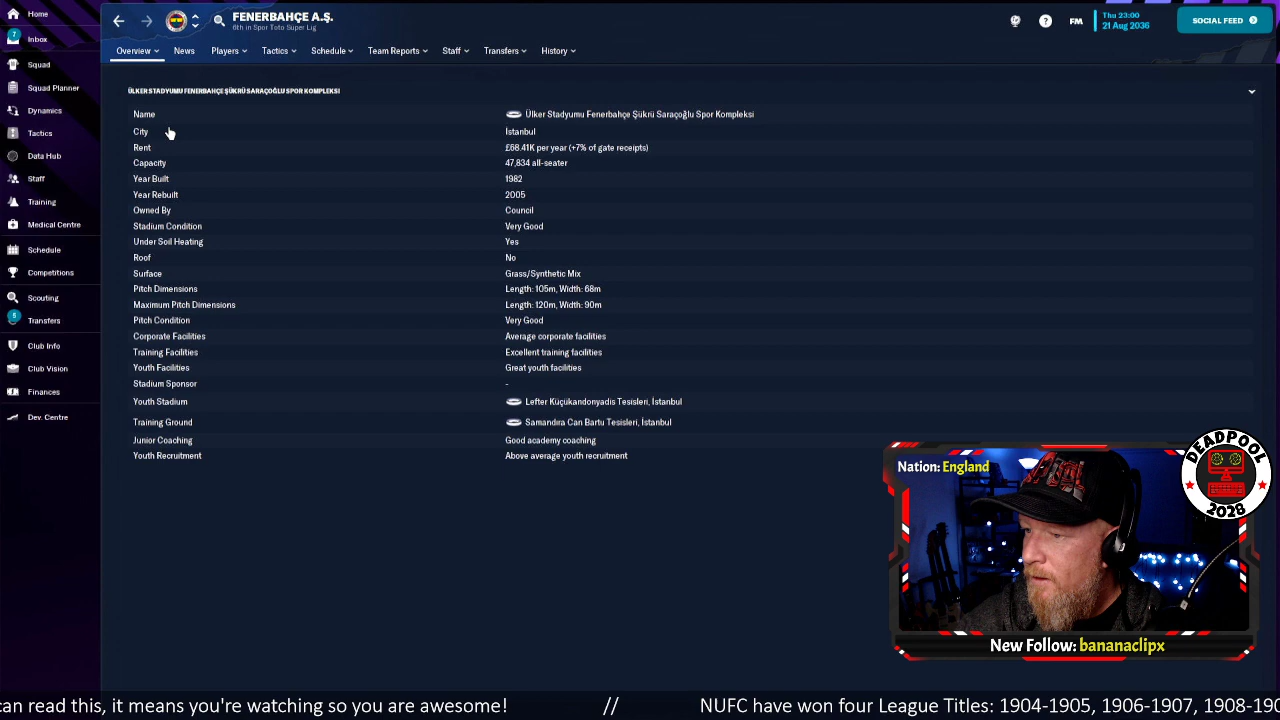 Home
FENERBAHÇE A.Ş.
6th in Spor Toto Super Lig
FM
Thu 23:00
21 Aug 2036
SOCIAL FEED
7
Inbox
Overview
News
Players
Tactics
Schedule
Team Reports
Staff
Transfers
History
Squad
Squad Planner
Dynamics
Tactics
Data Hub
Staff
Training
Medical Centre
Schedule
Competitions
Scouting
Transfers
Club Info
Club Vision
Finances
Dev. Centre
ÜLKER STADYUMU FENERBAHÇE ŞÜKRÜ SARACOĞLU SPOR KOMPLEKSI
Name Ülker Stadyumu Fenerbahçe Şükrü Saraçoğlu Spor Kompleksi
City İstanbul
Rent £68.41K per year (+7% of gate receipts)
Capacity 47,834 all-seater
Year Built 1982
Year Rebuilt 2005
Owned By Council
Stadium Condition Very Good
Under Soil Heating Yes
Roof No
Surface Grass/Synthetic Mix
Pitch Dimensions Length: 105m, Width: 68m
Maximum Pitch Dimensions Length: 120m, Width: 90m
Pitch Condition Very Good
Corporate Facilities Average corporate facilities
Training Facilities Excellent training facilities
Youth Facilities Great youth facilities
Stadium Sponsor -
Youth Stadium Lefter Küçükandonyadis Tesisleri, İstanbul
Training Ground Samandıra Can Bartu Tesisleri, İstanbul
Junior Coaching Good academy coaching
Youth Recruitment Above average youth recruitment
Nation: England
DEADPOOL
2028
New Follow: bananaclipx
can read this, it means you're watching so you are awesome! // NUFC have won four League Titles: 1904-1905, 1906-1907, 1908-190